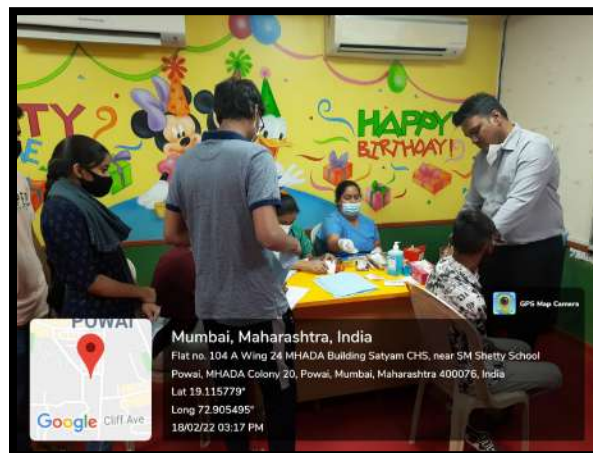 TY
E
HAPPY
BIRTHDAY!
GPS Map Camera
POWAI
Google
Cliff Ave
Mumbai, Maharashtra, India
Flat no. 104 A Wing 24 MHADA Building Satyam CHS, near SM Shetty School
Powai, MHADA Colony 20, Powai, Mumbai, Maharashtra 400076, India
Lat 19.115779°
Long 72.905495°
18/02/22 03:17 PM